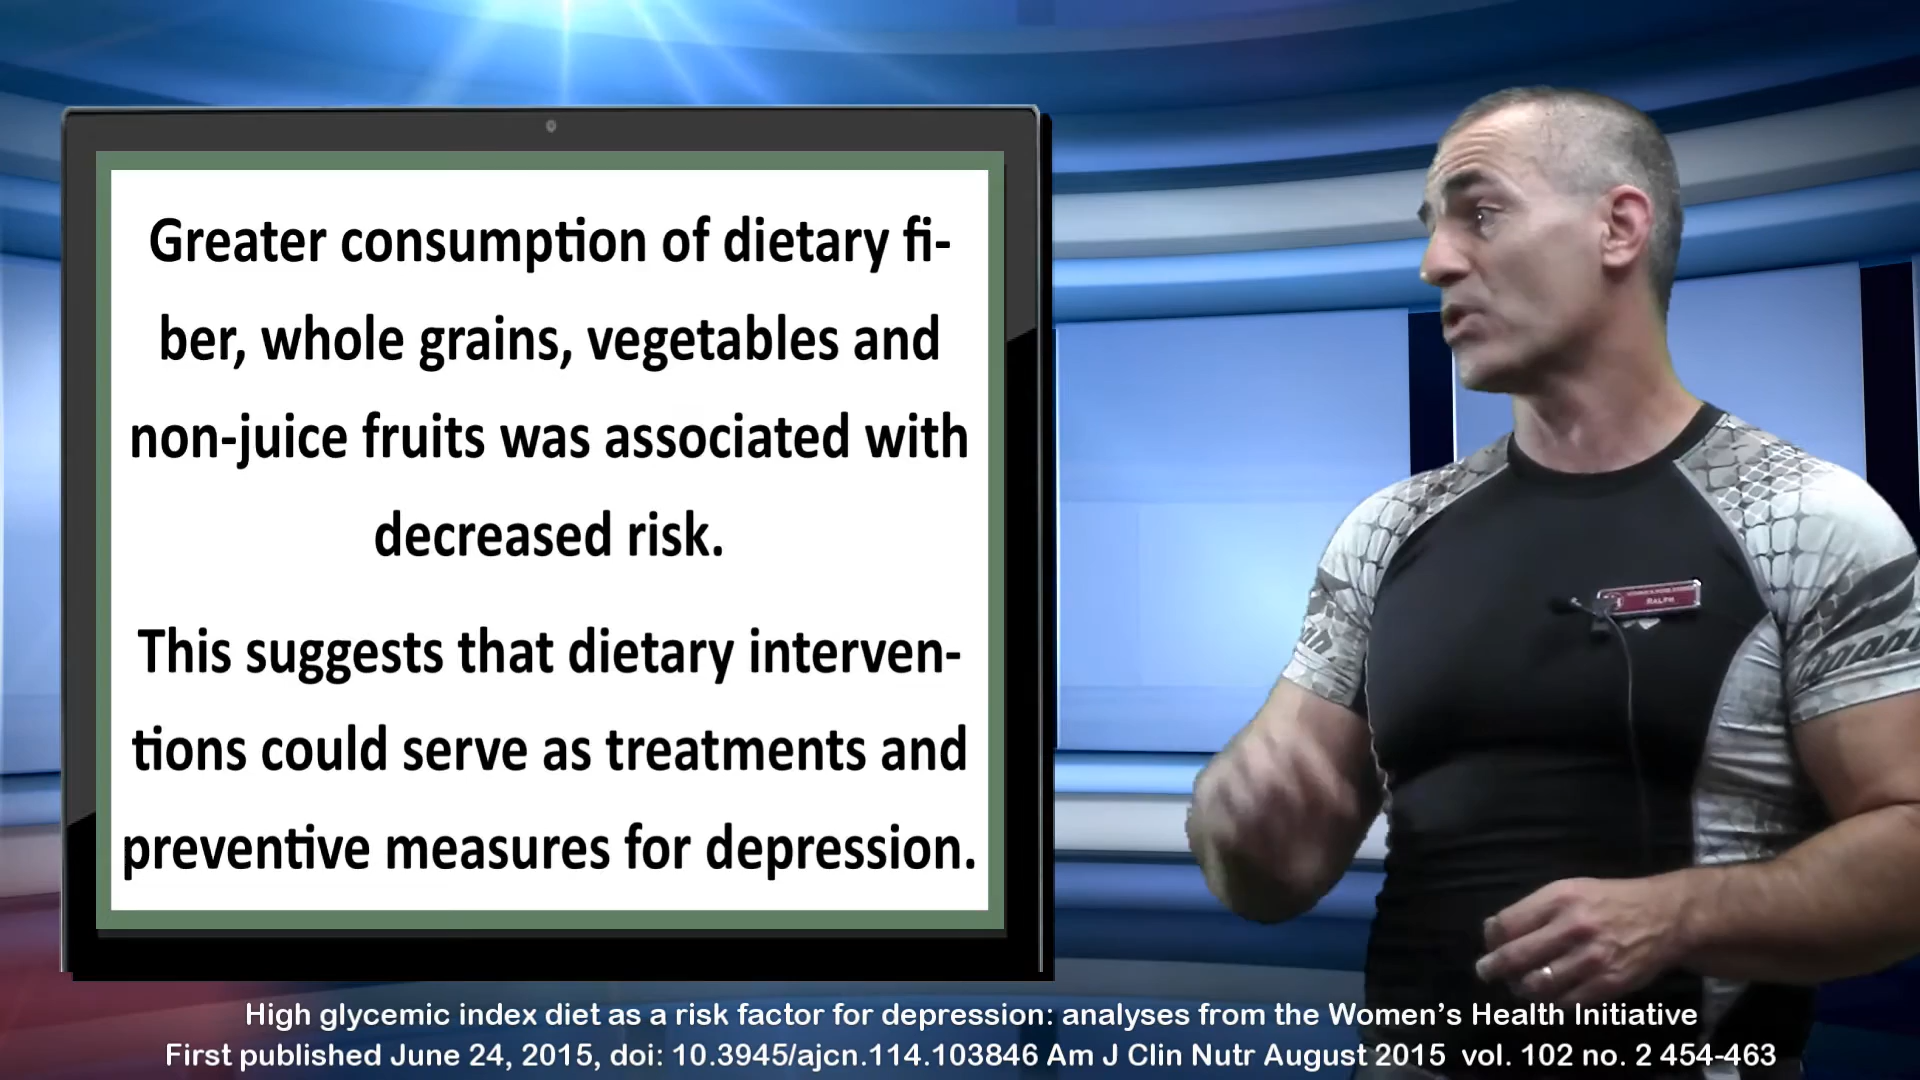 Greater consumption of dietary fi-
ber, whole grains, vegetables and
non-juice fruits was associated with
decreased risk.
This suggests that dietary interven-
tions could serve as treatments and
preventive measures for depression.
RALPH
High glycemic index diet as a risk factor for depression: analyses from the Women's Health Initiative
First published June 24, 2015, doi: 10.3945/ajcn.114.103846 Am J Clin Nutr August 2015 vol. 102 no. 2 454-463